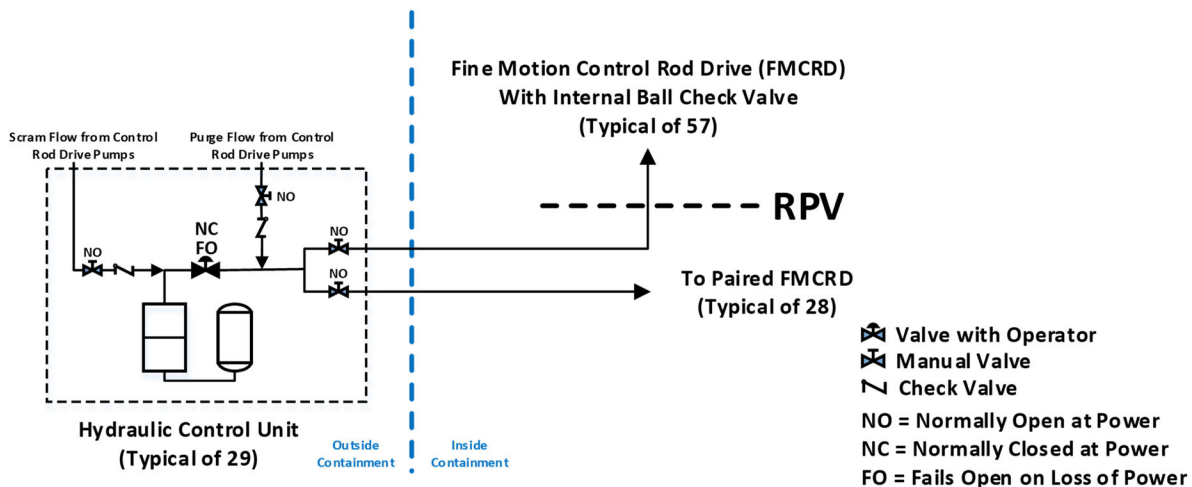 Fine Motion Control Rod Drive (FMCRD)
With Internal Ball Check Valve
(Typical of 57)
Scram Flow from Control
Rod Drive Pumps
Purge Flow from Control
Rod Drive Pumps
NO
NC
FO
NO
NO
NO
RPV
To Paired FMCRD
(Typical of 28)
Hydraulic Control Unit
(Typical of 29)
Outside
Containment
Inside
Containment
Valve with Operator
Manual Valve
Check Valve
NO = Normally Open at Power
NC = Normally Closed at Power
FO = Fails Open on Loss of Power